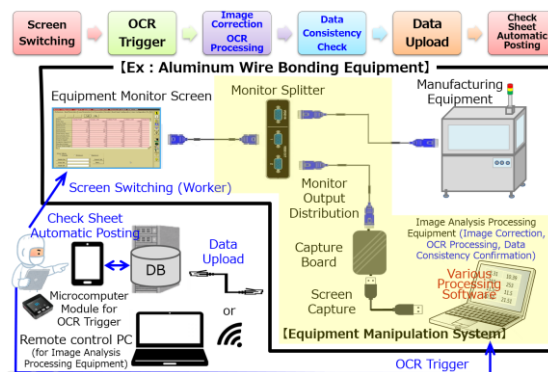 Screen
Switching
OCR
Trigger
Image
Correction
OCR
Processing
Data
Consistency
Check
Data
Upload
Check
Sheet
Automatic
Posting
【Ex : Aluminum Wire Bonding Equipment】
Equipment Monitor Screen
Monitor Splitter
Manufacturing
Equipment
Screen Switching (Worker)
Monitor
Output
Distribution
Check Sheet
Automatic Posting
Data
Upload
DB
Capture
Board
Image Analysis Processing
Equipment (Image Correction,
OCR Processing, Data
Consistency Confirmation)
Various
Processing
Software
Microcomputer
Module for
OCR Trigger
or
Screen
Capture
Remote control PC
(for Image Analysis
Processing Equipment)
【Equipment Manipulation System】
OCR Trigger